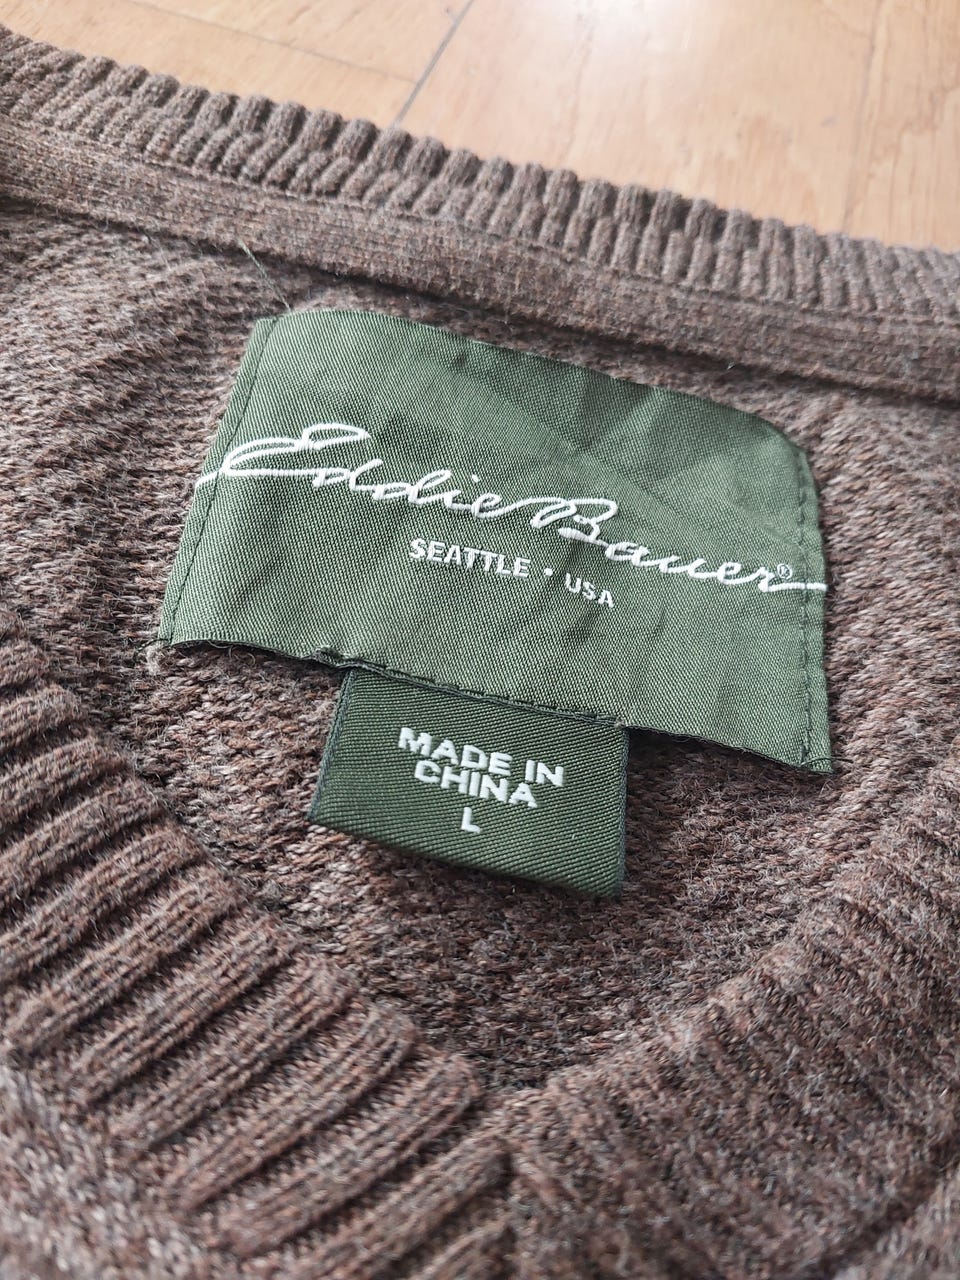 Eddie Bauer®
SEATTLE • USA
MADE IN
CHINA
L